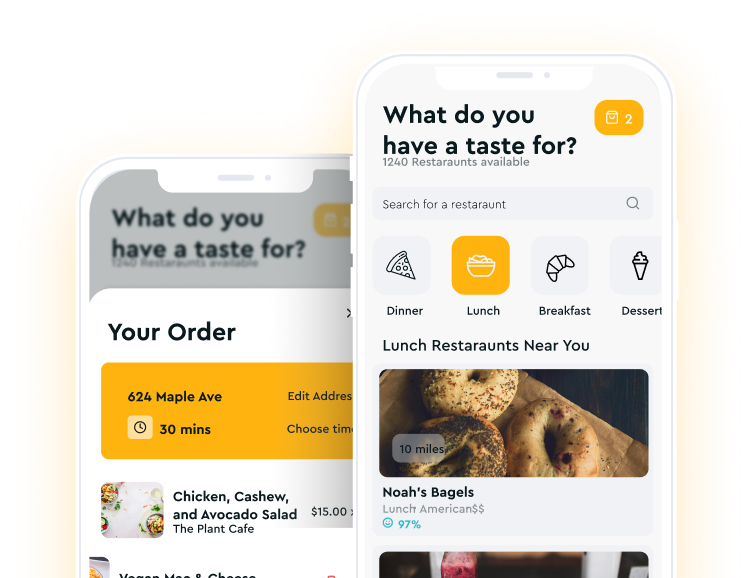 What do you
have a taste for?
1240 Restaraunts available
2
Search for a restaraunt
Dinner
Lunch
Breakfast
Dessert
Lunch Restaraunts Near You
10 miles
Noah's Bagels
Lunch American$$
97%
What do you
have a taste for?
1240 Restaraunts available
Your Order
624 Maple Ave
Edit Addres
30 mins
Choose time
Chicken, Cashew,
and Avocado Salad
$15.00
The Plant Cafe
Vegan Mac & Cheese